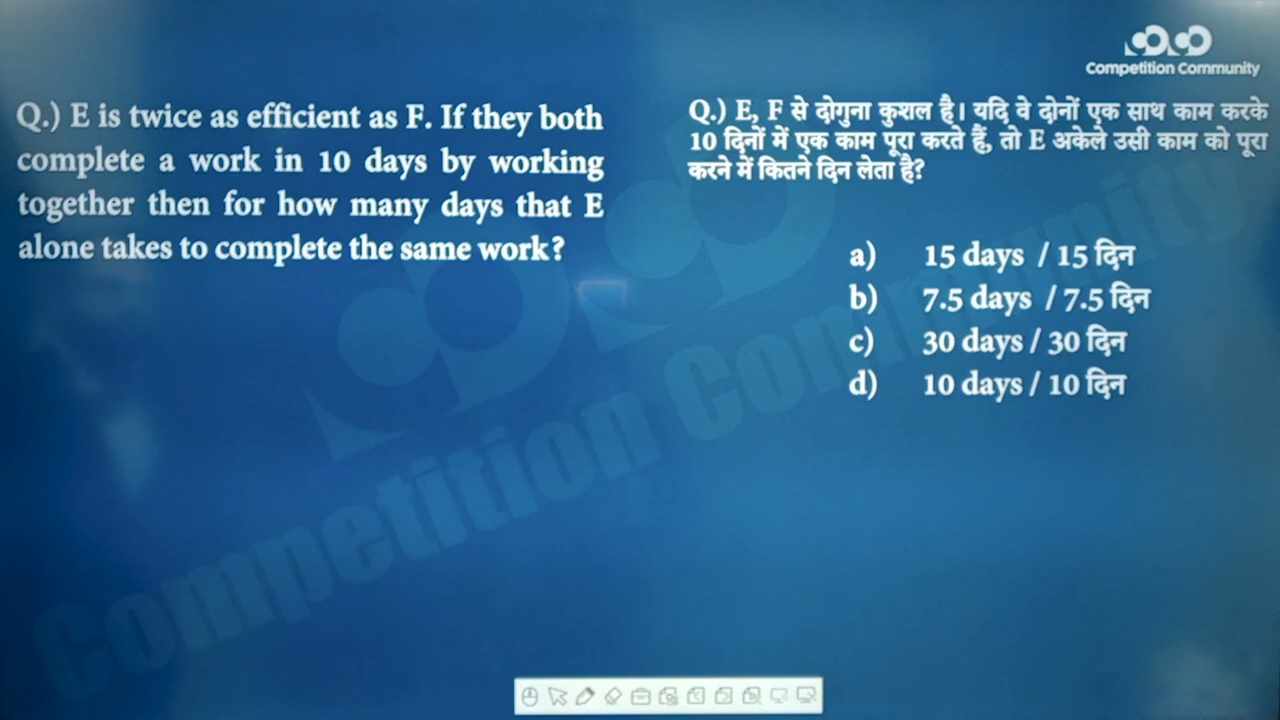 Competition Community
Q.) E is twice as efficient as F. If they both
complete a work in 10 days by working
together then for how many days that E
alone takes to complete the same work?
Q.) E, F से दोगुना कुशल है। यदि वे दोनों एक साथ काम करके
10 दिनों में एक काम पूरा करते हैं, तो E अकेले उसी काम को पूरा
करने में कितने दिन लेता है?
a) 15 days / 15 दिन
b) 7.5 days / 7.5 दिन
c) 30 days / 30 दिन
d) 10 days / 10 दिन
Competition Community